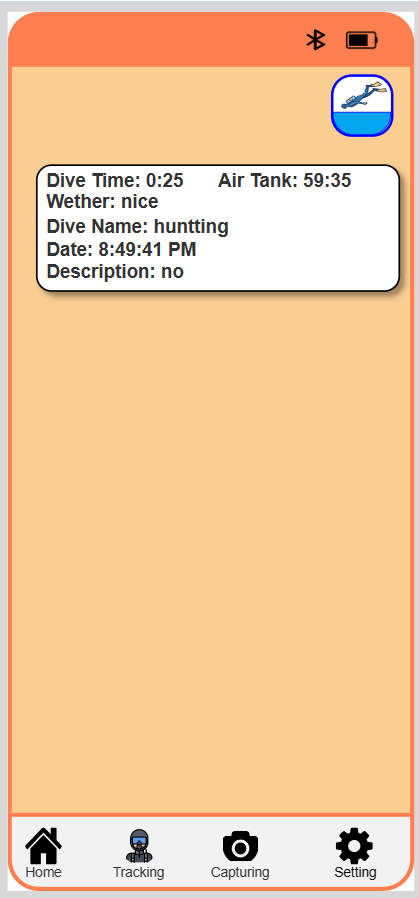 Dive Time: 0:25 Air Tank: 59:35
Wether: nice
Dive Name: huntting
Date: 8:49:41 PM
Description: no
Home Tracking Capturing Setting